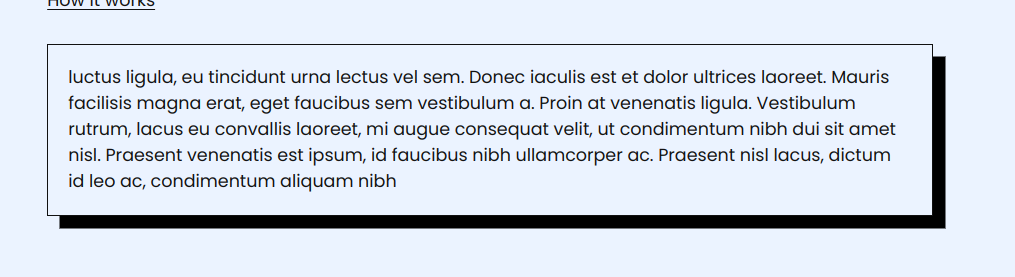 How it works
luctus ligula, eu tincidunt urna lectus vel sem. Donec iaculis est et dolor ultrices laoreet. Mauris
facilisis magna erat, eget faucibus sem vestibulum a. Proin at venenatis ligula. Vestibulum
rutrum, lacus eu convallis laoreet, mi augue consequat velit, ut condimentum nibh dui sit amet
nisl. Praesent venenatis est ipsum, id faucibus nibh ullamcorper ac. Praesent nisl lacus, dictum
id leo ac, condimentum aliquam nibh